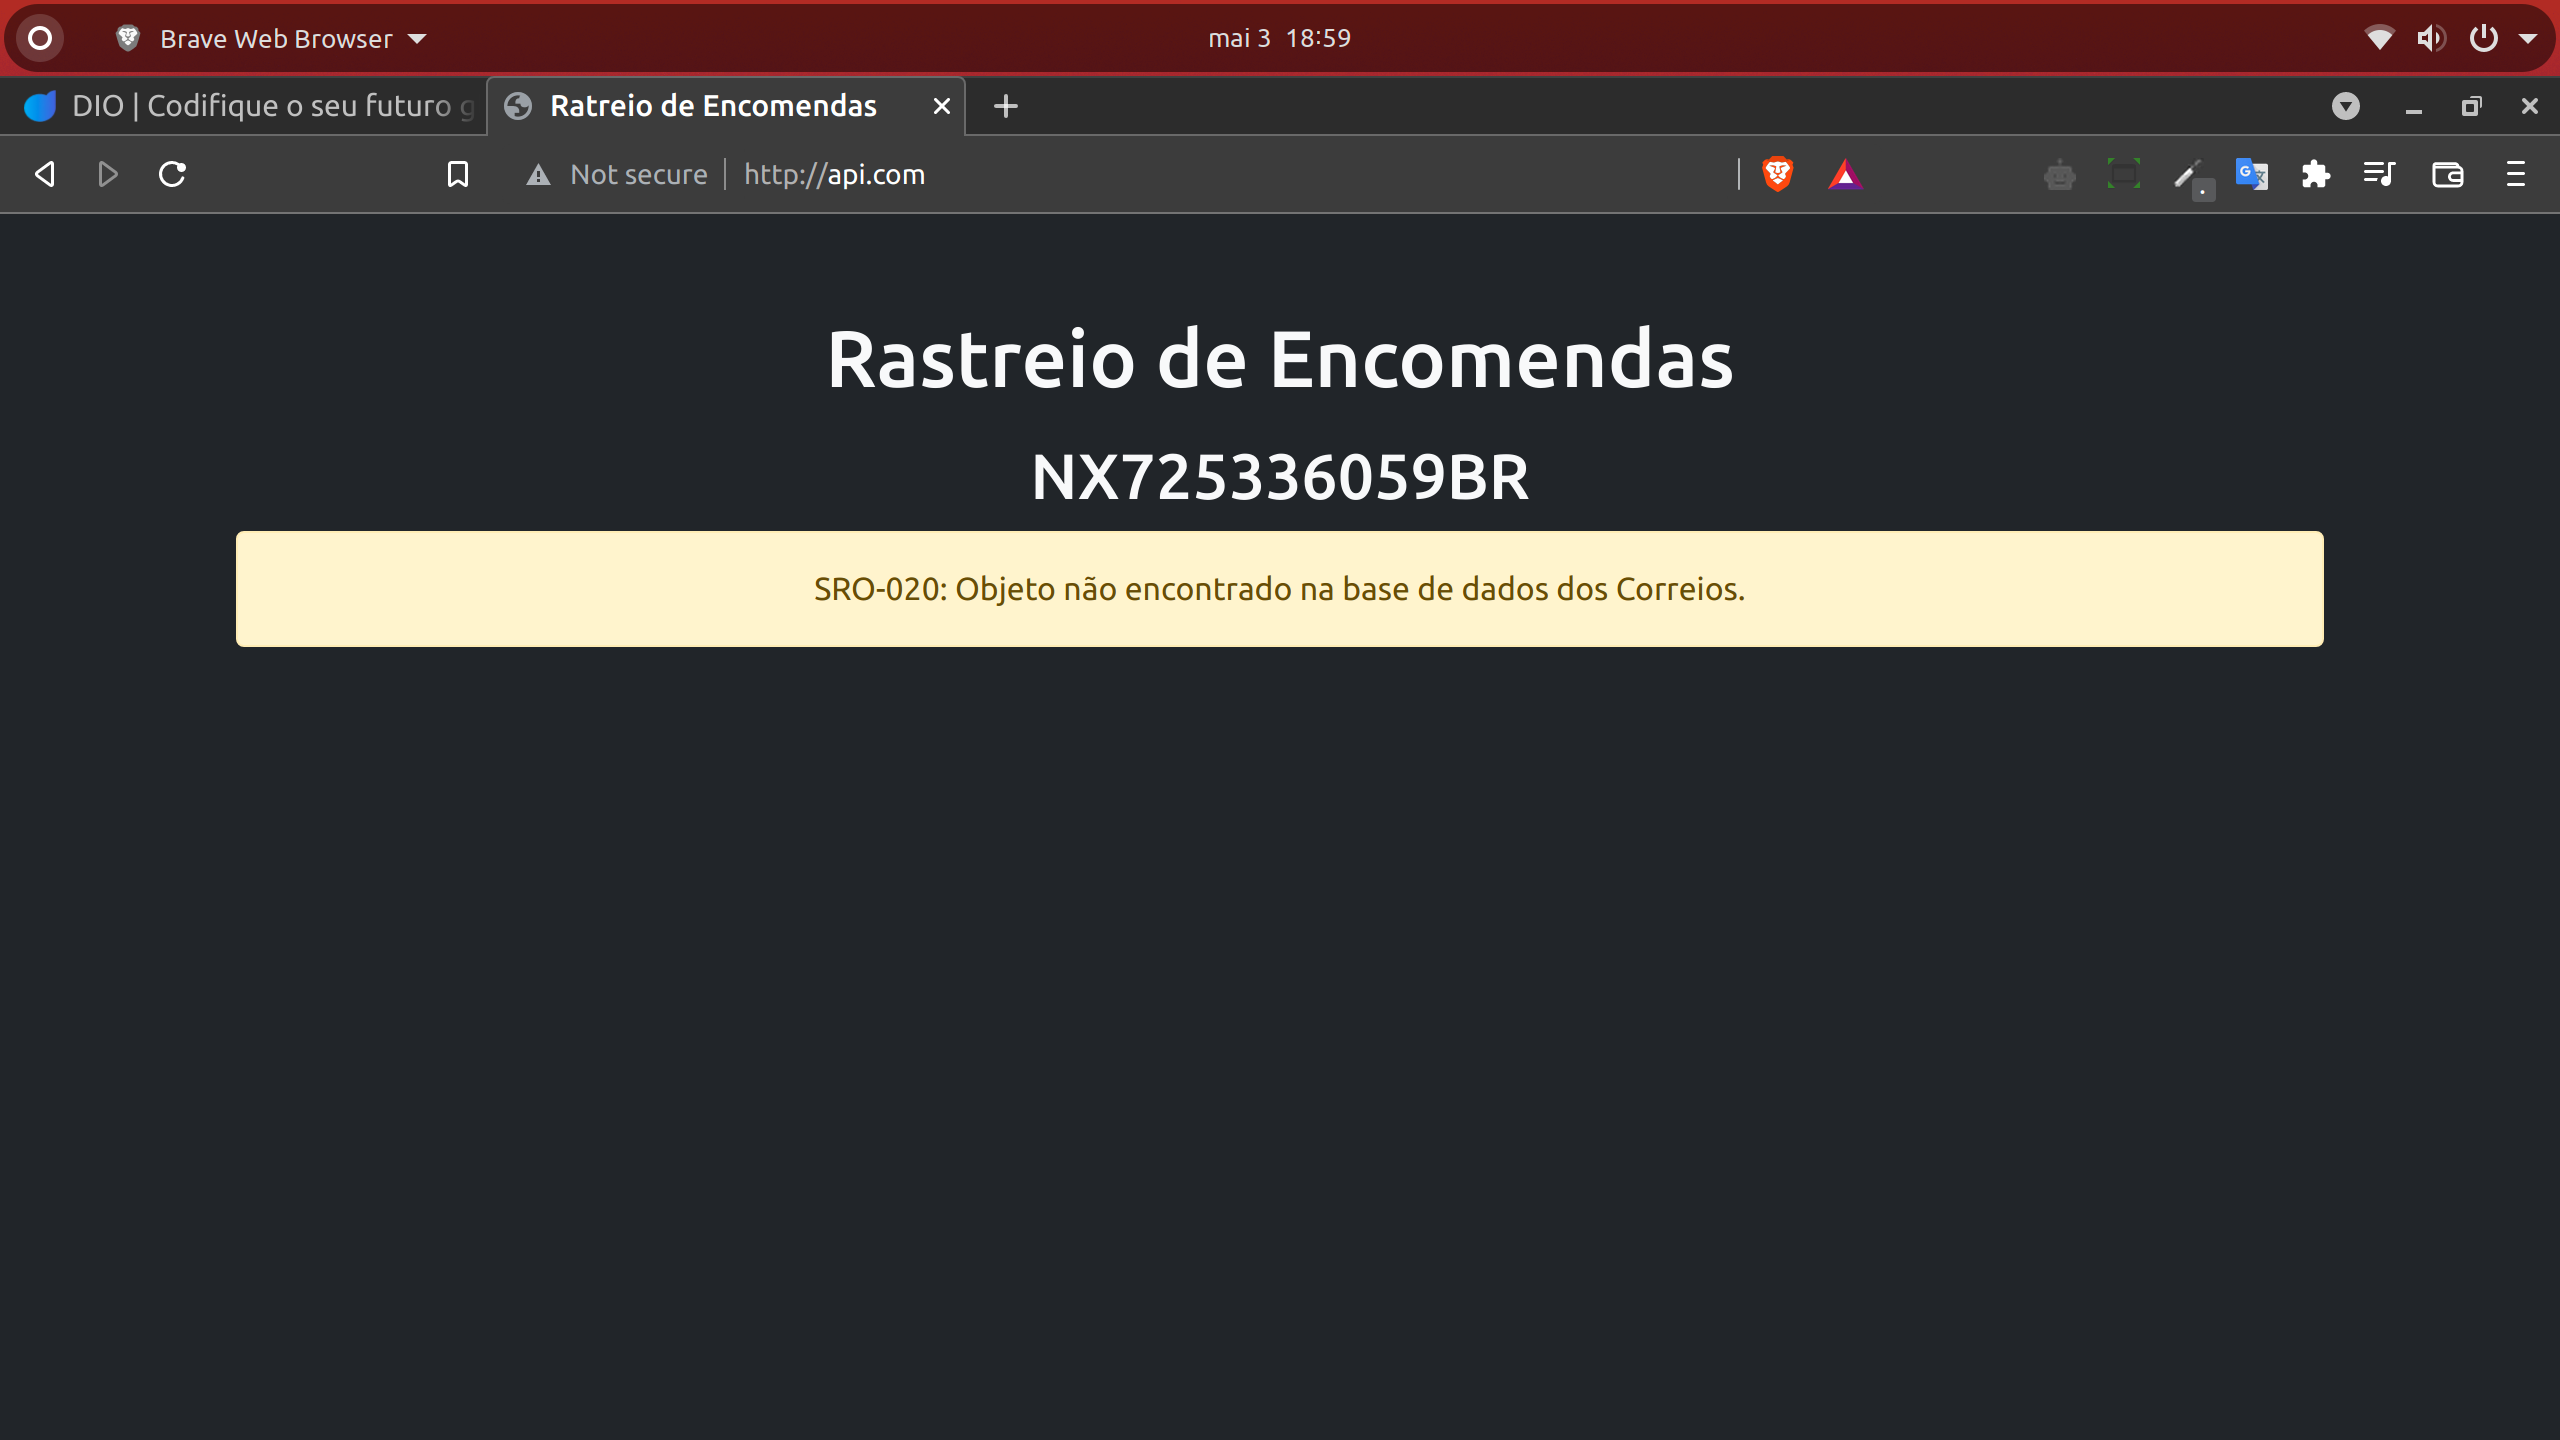 Brave Web Browser
mai 3 18:59
DIO | Codifique o seu futuro g
Ratreio de Encomendas
Not secure
http://api.com
Rastreio de Encomendas
NX725336059BR
SRO-020: Objeto não encontrado na base de dados dos Correios.